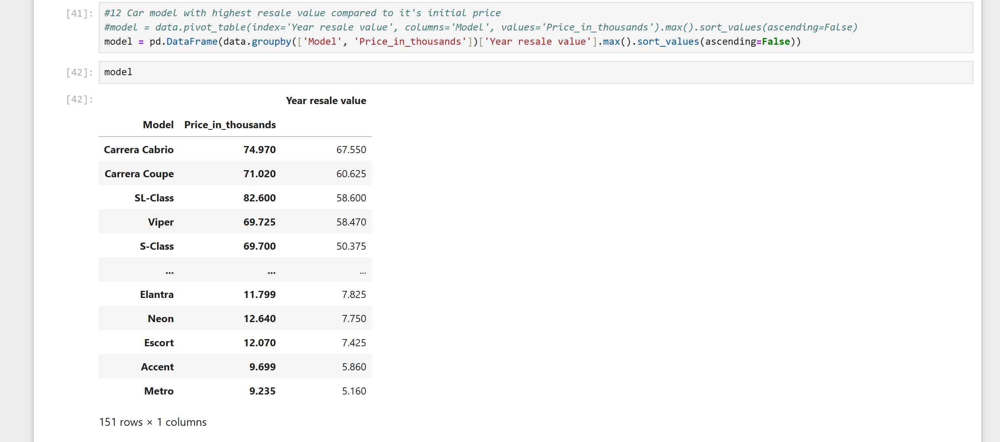 [41]: #12 Car model with highest resale value compared to it's initial price
#model = data.pivot_table(index='Year resale value', columns='Model', values='Price_in_thousands').max().sort_values(ascending=False)
model = pd.DataFrame(data.groupby(['Model', 'Price_in_thousands'])['Year resale value'].max().sort_values(ascending=False))
[42]: model
[42]: Year resale value
Model Price_in_thousands
Carrera Cabrio 74.970 67.550
Carrera Coupe 71.020 60.625
SL-Class 82.600 58.600
Viper 69.725 58.470
S-Class 69.700 50.375
... ... ...
Elantra 11.799 7.825
Neon 12.640 7.750
Escort 12.070 7.425
Accent 9.699 5.860
Metro 9.235 5.160
151 rows × 1 columns